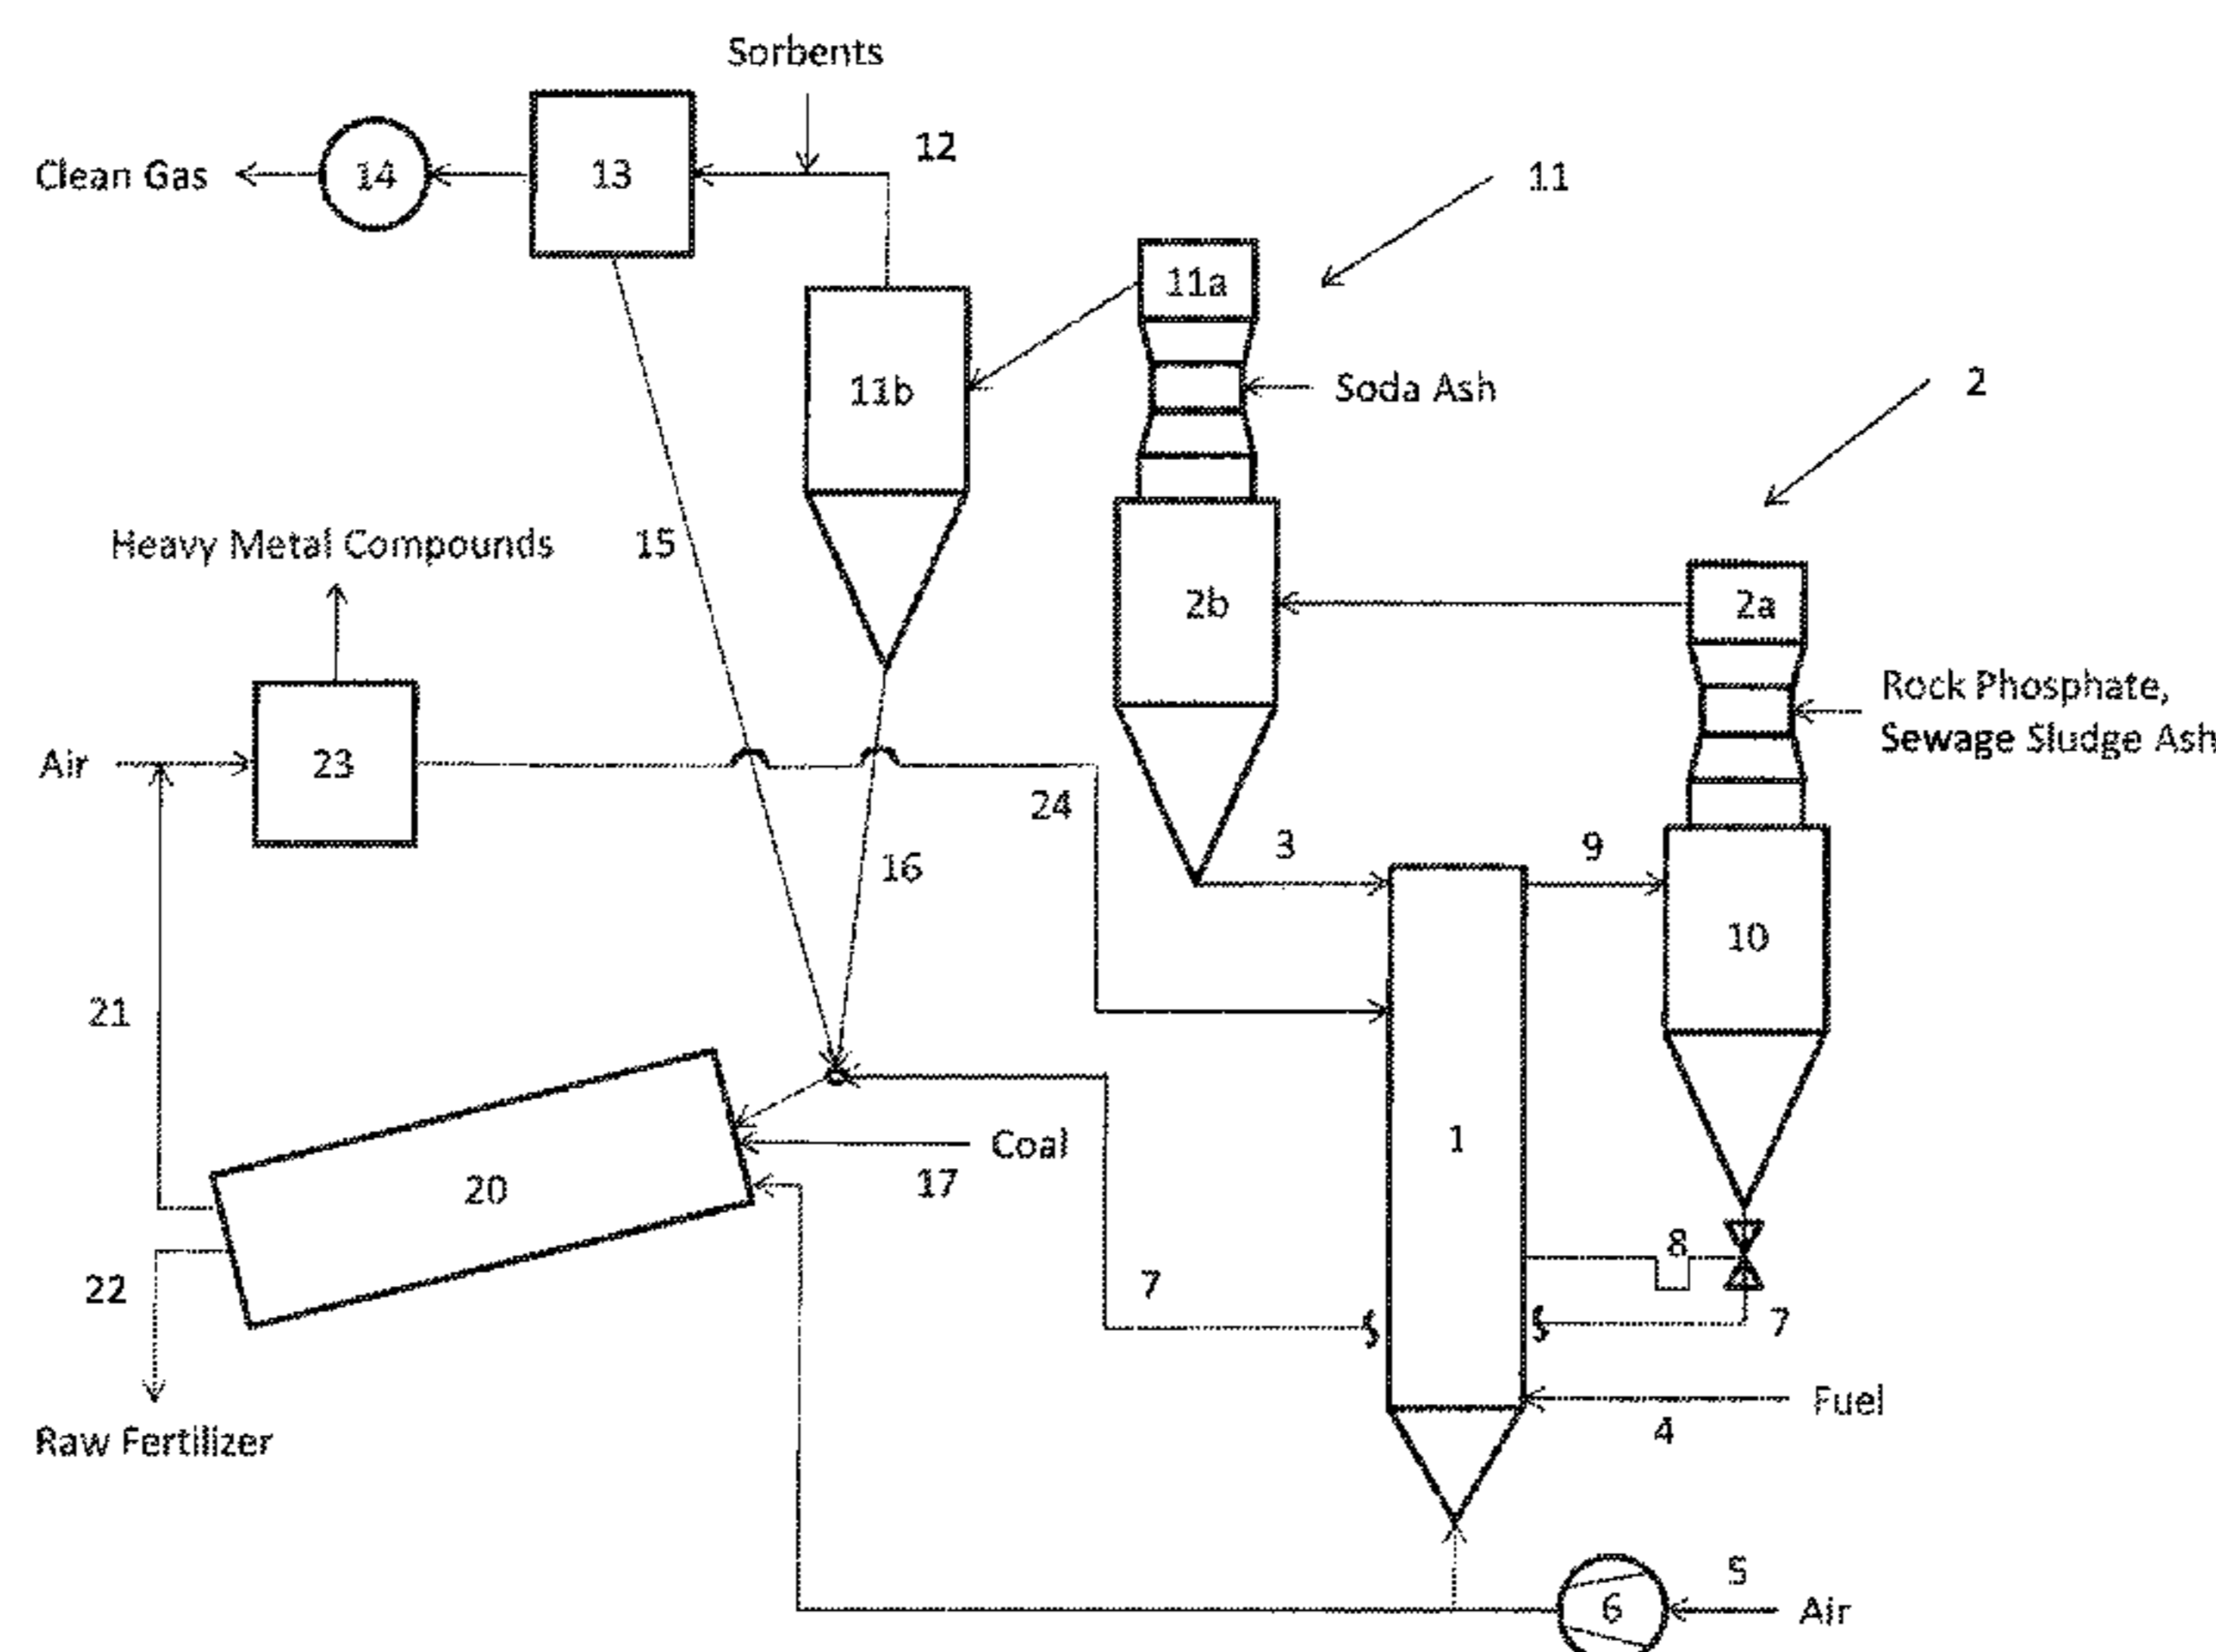 Sorbents
12
Clean Gas
14
13
11
11a
11b
Soda Ash
2
Heavy Metal Compounds
15
2b
2a
Rock Phosphate,
Sewage Sludge Ash
Air
23
24
3
9
16
10
21
1
Coal
17
20
8
7
7
22
Fuel
4
Raw Fertilizer
5
6
Air